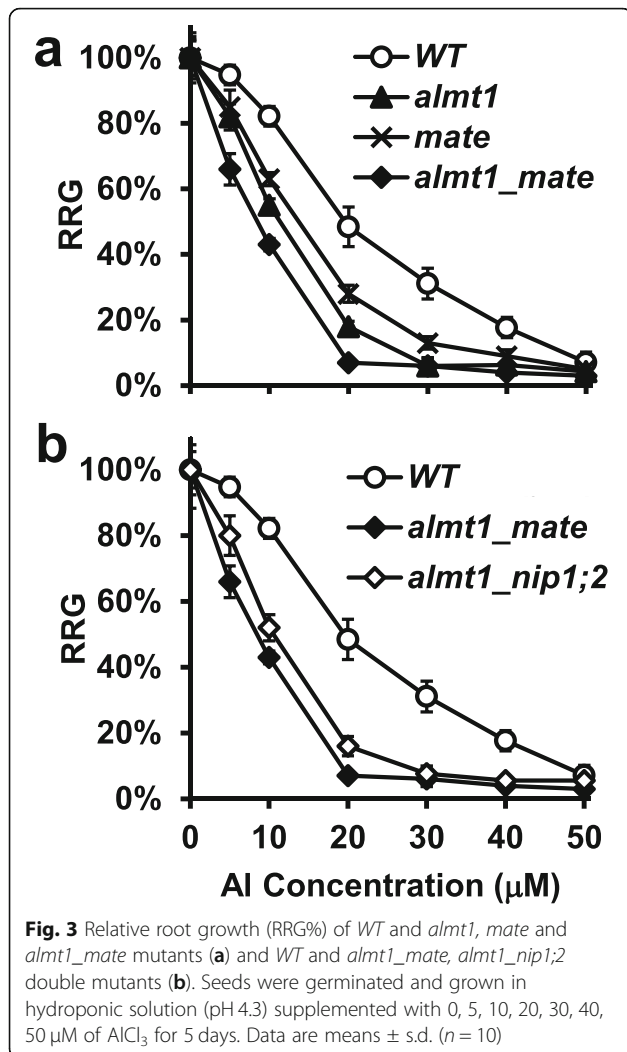 a
100%
80%
60%
40%
20%
0%
RRG
WT
almt1
mate
almt1_mate
b
100%
80%
60%
40%
20%
0%
RRG
WT
almt1_mate
almt1_nip1;2
0 10 20 30 40 50
Al Concentration (μM)
Fig. 3 Relative root growth (RRG%) of WT and almt1, mate and
almt1_mate mutants (a) and WT and almt1_mate, almt1_nip1;2
double mutants (b). Seeds were germinated and grown in
hydroponic solution (pH 4.3) supplemented with 0, 5, 10, 20, 30, 40,
50 μM of AlCl₃ for 5 days. Data are means ± s.d. (n = 10)